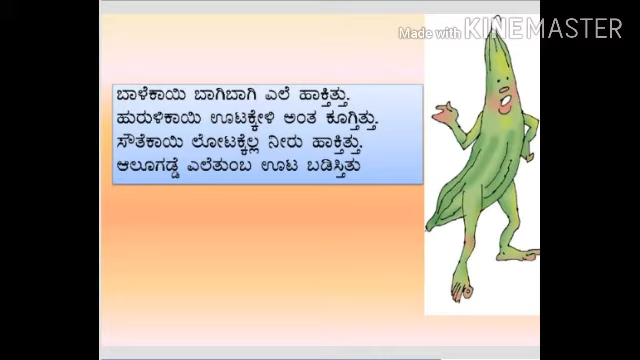 Made with KINEMASTER
ಬಾಳೆಕಾಯಿ ಬಾಗಿಬಾಗಿ ಎಲೆ ಹಾಕ್ತಿತ್ತು.
ಹುರುಳಿಕಾಯಿ ಊಟಕ್ಕೇಳಿ ಅಂತ ಕೂಗ್ತಿತ್ತು.
ಸೌತೆಕಾಯಿ ಲೋಟಕ್ಕೆಲ್ಲ ನೀರು ಹಾಕ್ತಿತ್ತು.
ಆಲೂಗಡ್ಡೆ ಎಲೆತುಂಬ ಊಟ ಬಡಿಸ್ತಿತು